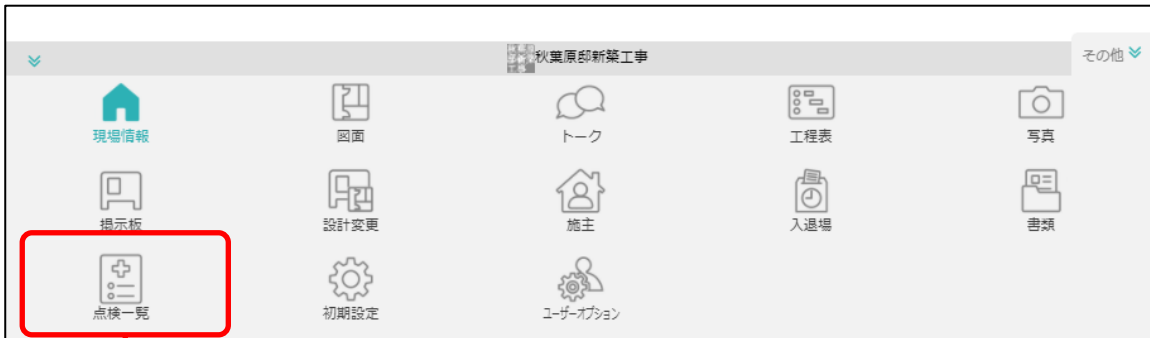 秋葉原邸新築工事
その他
現場情報
図面
トーク
工程表
写真
掲示板
設計変更
施主
入退場
書類
点検一覧
初期設定
ユーザーオプション